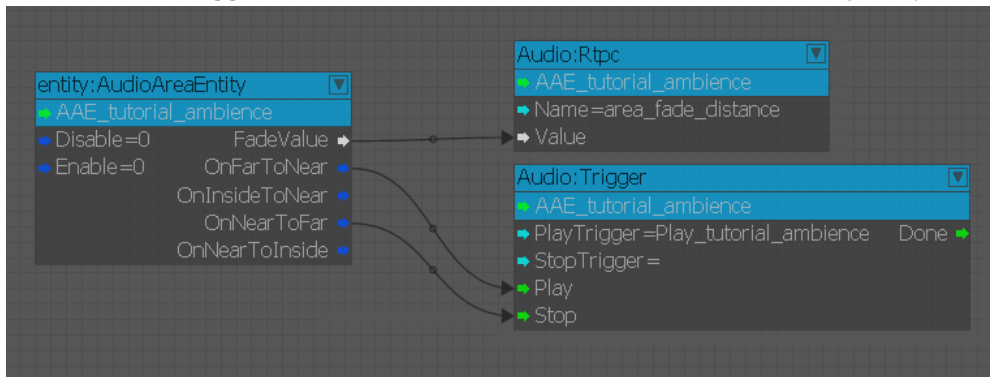 entity:AudioAreaEntity
AAE_tutorial_ambience
Disable=0 FadeValue
Enable=0 OnFarToNear
OnInsideToNear
OnNearToFar
OnNearToInside
Audio:Rtpc
AAE_tutorial_ambience
Name=area_fade_distance
Value
Audio:Trigger
AAE_tutorial_ambience
PlayTrigger=Play_tutorial_ambience Done
StopTrigger=
Play
Stop